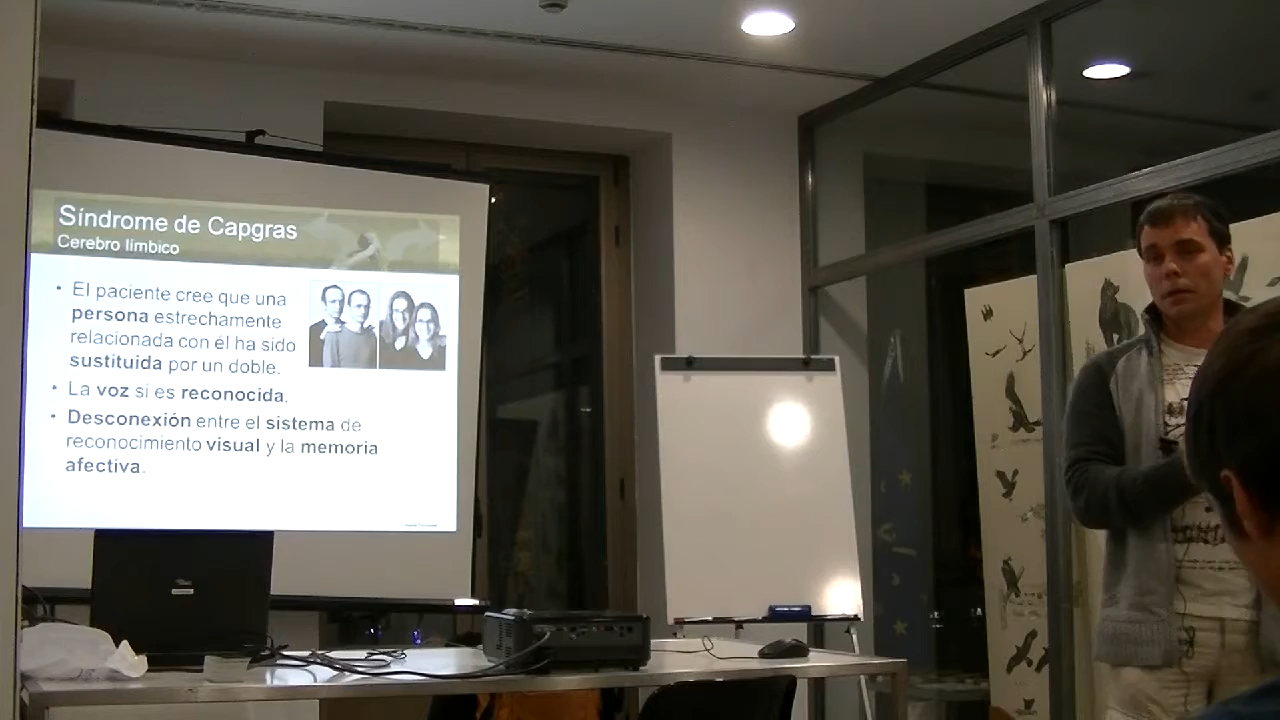 Síndrome de Capgras
Cerebro límbico
• El paciente cree que una
persona estrechamente
relacionada con él ha sido
sustituida por un doble.
• La voz si es reconocida.
• Desconexión entre el sistema de
reconocimiento visual y la memoria
afectiva.